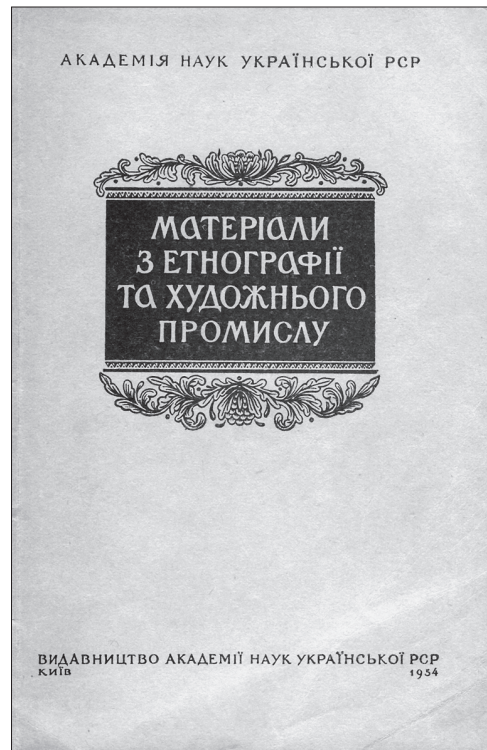 АКАДЕМІЯ НАУК УКРАЇНСЬКОЇ РСР
МАТЕРІАЛИ
З ЕТНОГРАФІЇ
ТА ХУДОЖНЬОГО
ПРОМИСЛУ
ВИДАВНИЦТВО АКАДЕМІЇ НАУК УКРАЇНСЬКОЇ РСР
КИЇВ 1954